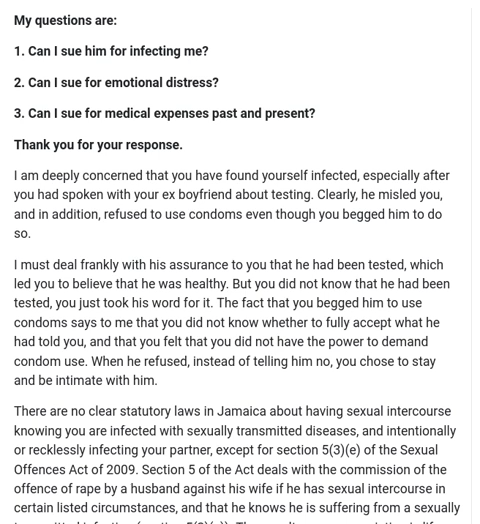 My questions are:
1. Can I sue him for infecting me?
2. Can I sue for emotional distress?
3. Can I sue for medical expenses past and present?
Thank you for your response.
I am deeply concerned that you have found yourself infected, especially after
you had spoken with your ex boyfriend about testing. Clearly, he misled you,
and in addition, refused to use condoms even though you begged him to do
so.
I must deal frankly with his assurance to you that he had been tested, which
led you to believe that he was healthy. But you did not know that he had been
tested, you just took his word for it. The fact that you begged him to use
condoms says to me that you did not know whether to fully accept what he
had told you, and that you felt that you did not have the power to demand
condom use. When he refused, instead of telling him no, you chose to stay
and be intimate with him.
There are no clear statutory laws in Jamaica about having sexual intercourse
knowing you are infected with sexually transmitted diseases, and intentionally
or recklessly infecting your partner, except for section 5(3)(e) of the Sexual
Offences Act of 2009. Section 5 of the Act deals with the commission of the
offence of rape by a husband against his wife if he has sexual intercourse in
certain listed circumstances, and that he knows he is suffering from a sexually